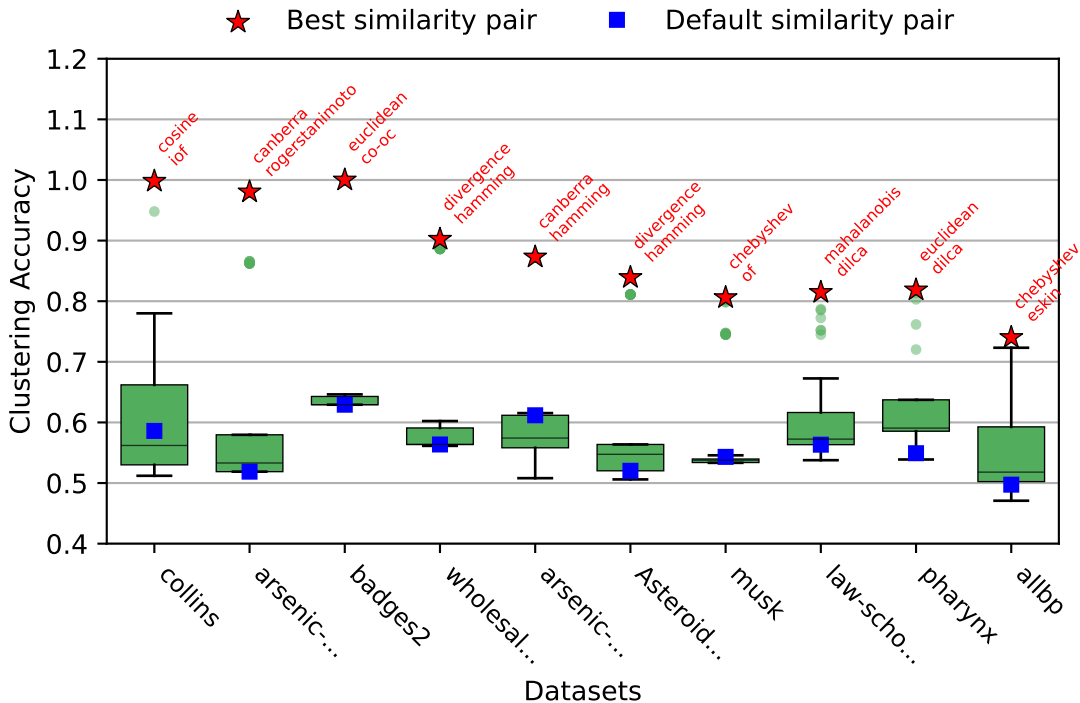 Best similarity pair
Default similarity pair
Clustering Accuracy
1.2
1.1
1.0
0.9
0.8
0.7
0.6
0.5
0.4
cosine
iof
canberra
rogerstanimoto
euclidean
co-oc
divergence
hamming
canberra
hamming
divergence
hamming
chebyshev
of
mahalanobis
dilca
euclidean
dilca
chebyshev
eskin
collins
arsenic-...
badges2
wholesal...
arsenic-...
Asteroid...
musk
law-scho...
pharynx
allbp
Datasets